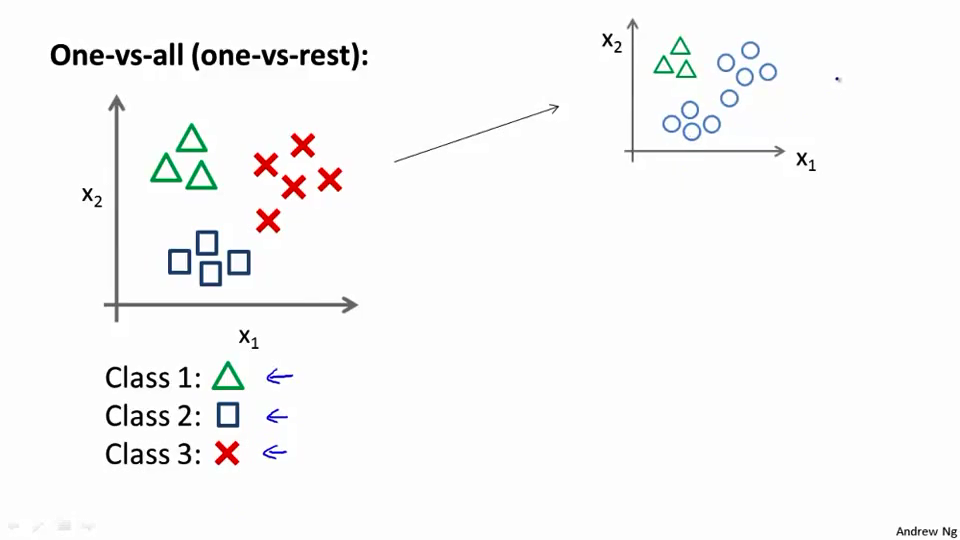 One-vs-all (one-vs-rest):
x₂
x₁
x₂
x₁
Class 1:
Class 2:
Class 3:
Andrew Ng